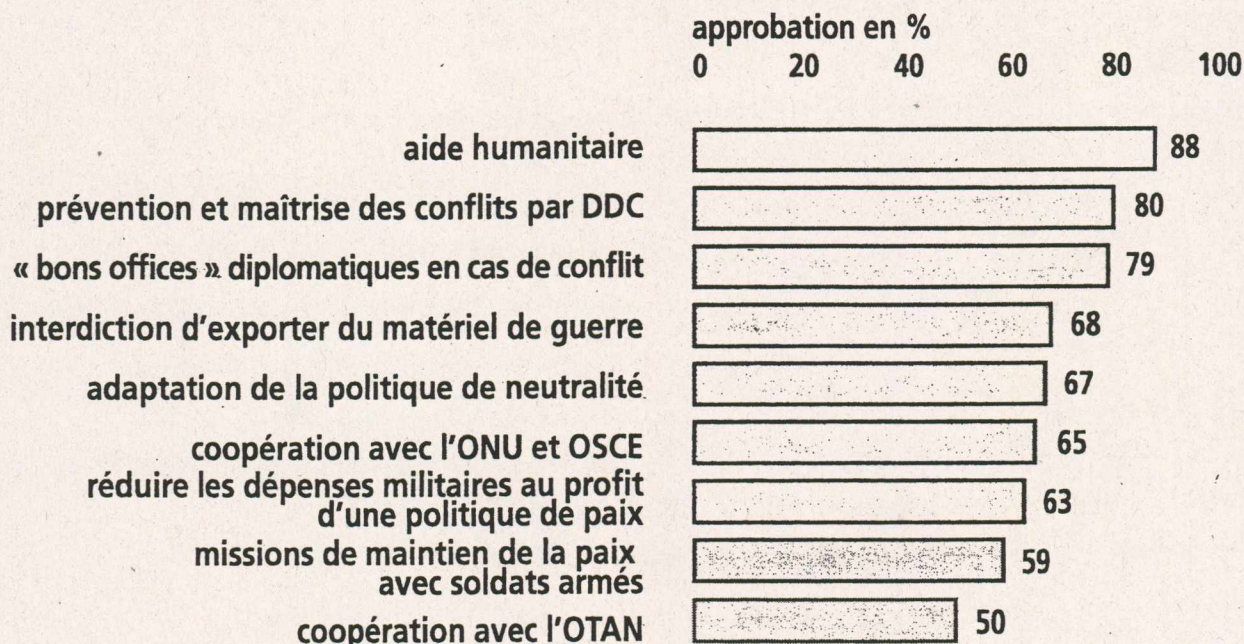 approbation en %
0 20 40 60 80 100
aide humanitaire 88
prévention et maîtrise des conflits par DDC 80
« bons offices » diplomatiques en cas de conflit 79
interdiction d'exporter du matériel de guerre 68
adaptation de la politique de neutralité 67
coopération avec l'ONU et OSCE 65
réduire les dépenses militaires au profit
d'une politique de paix 63
missions de maintien de la paix
avec soldats armés 59
coopération avec l'OTAN 50